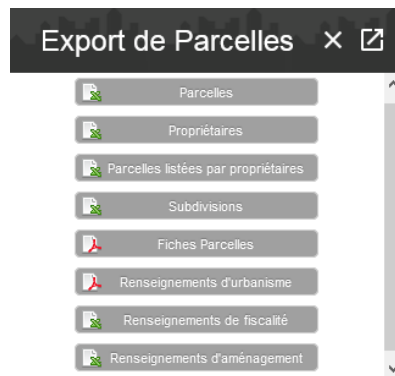 Export de Parcelles
Parcelles
Propriétaires
Parcelles listées par propriétaires
Subdivisions
Fiches Parcelles
Renseignements d'urbanisme
Renseignements de fiscalité
Renseignements d'aménagement